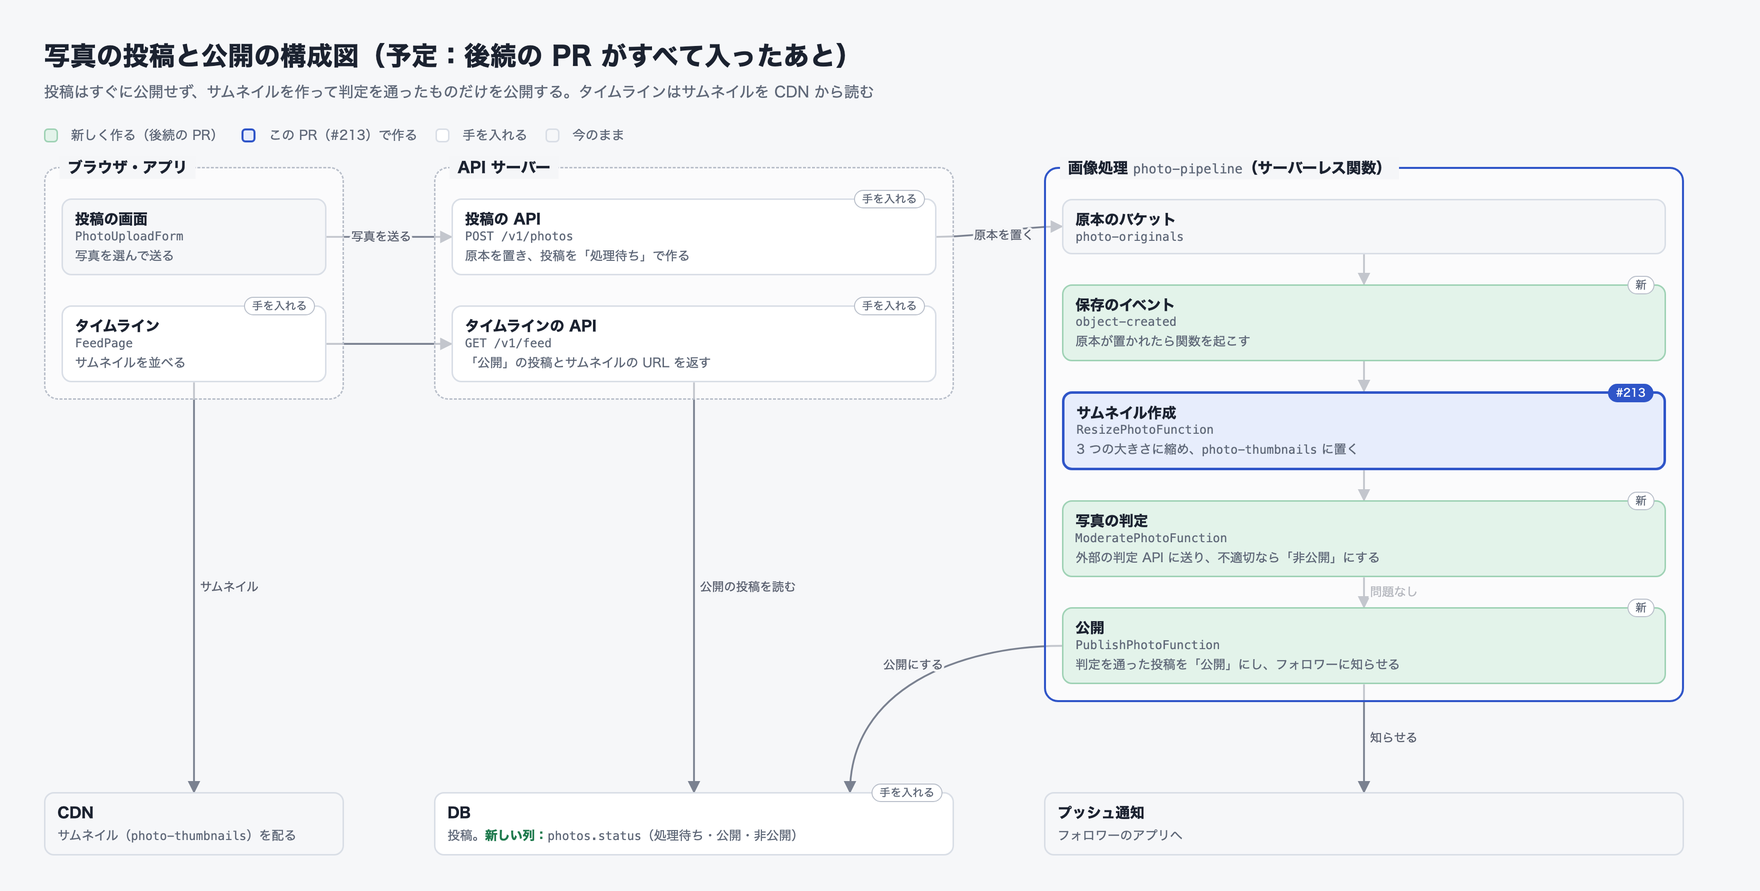 写真の投稿と公開の構成図（予定：後続の PR がすべて入ったあと）
投稿はすぐに公開せず、サムネイルを作って判定を通ったものだけを公開する。タイムラインはサムネイルを CDN から読む
新しく作る（後続の PR） この PR（#213）で作る 手を入れる 今のまま
ブラウザ・アプリ
投稿の画面
PhotoUploadForm
写真を選んで送る
手を入れる
タイムライン
FeedPage
サムネイルを並べる
写真を送る
API サーバー
手を入れる
投稿の API
POST /v1/photos
原本を置き、投稿を「処理待ち」で作る
手を入れる
タイムラインの API
GET /v1/feed
「公開」の投稿とサムネイルの URL を返す
原本を置く
画像処理 photo-pipeline（サーバーレス関数）
原本のバケット
photo-originals
新
保存のイベント
object-created
原本が置かれたら関数を起こす
#213
サムネイル作成
ResizePhotoFunction
3 つの大きさに縮め、photo-thumbnails に置く
新
写真の判定
ModeratePhotoFunction
外部の判定 API に送り、不適切なら「非公開」にする
問題なし
新
公開
PublishPhotoFunction
判定を通った投稿を「公開」にし、フォロワーに知らせる
サムネイル
公開の投稿を読む
公開にする
知らせる
CDN
サムネイル（photo-thumbnails）を配る
手を入れる
DB
投稿。新しい列：photos.status（処理待ち・公開・非公開）
プッシュ通知
フォロワーのアプリへ